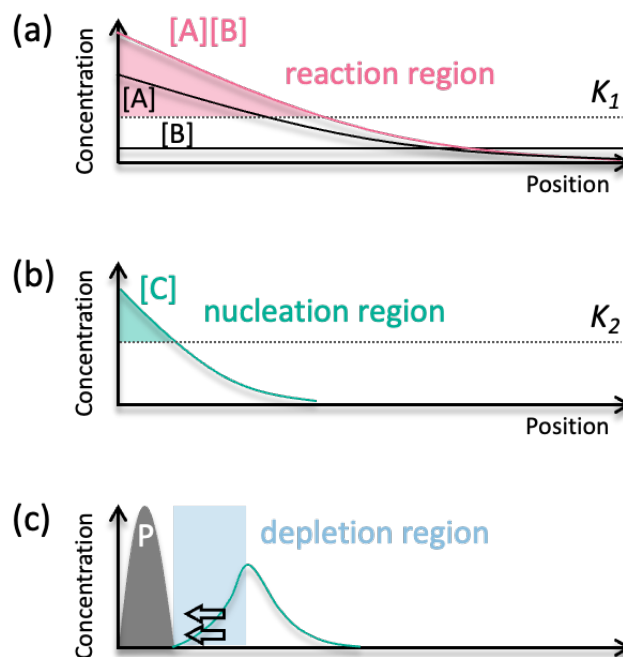 (a)
[A][B]
reaction region
Concentration
[A]
[B]
K1
Position
(b)
[C]
nucleation region
Concentration
K2
Position
(c)
Concentration
P
depletion region